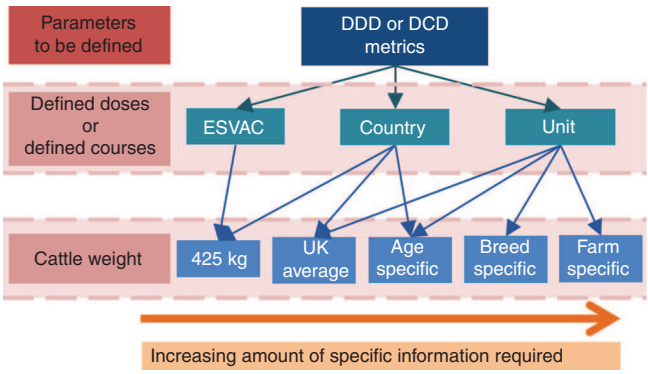 Parameters
to be defined
DDD or DCD
metrics
Defined doses
or
defined courses
ESVAC
Country
Unit
Cattle weight
425 kg
UK
average
Age
specific
Breed
specific
Farm
specific
Increasing amount of specific information required